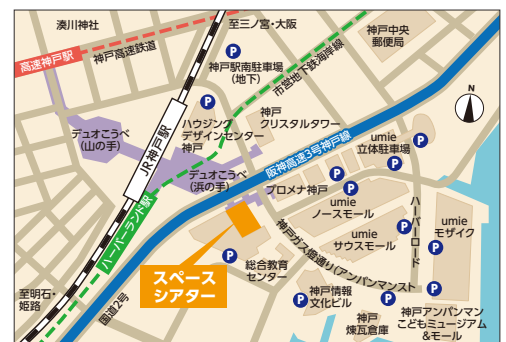 湊川神社
至三ノ宮・大阪
神戸中央
郵便局
高速神戸駅
神戸高速鉄道
P
神戸駅南駐車場
(地下)
市営地下鉄海岸線
P
P
N
ハウジング
デザインセンター
神戸
神戸
クリスタルタワー
デュオこうべ
(山の手)
JR神戸駅
阪神高速3号神戸線
umie
立体駐車場
P
デュオこうべ
(浜の手)
プロメナ神戸
P
P
P
umie
ノースモール
ハーバーロード
umie
モザイク
P
ハーバーランド駅
神戸ガス燈通り(アンパンマンスト
umie
サウスモール
P
スペース
シアター
総合教育
センター
P
神戸情報
文化ビル
P
P
至明石・
姫路
国道2号
神戸
煉瓦倉庫
神戸アンパンマン
こどもミュージアム
&モール